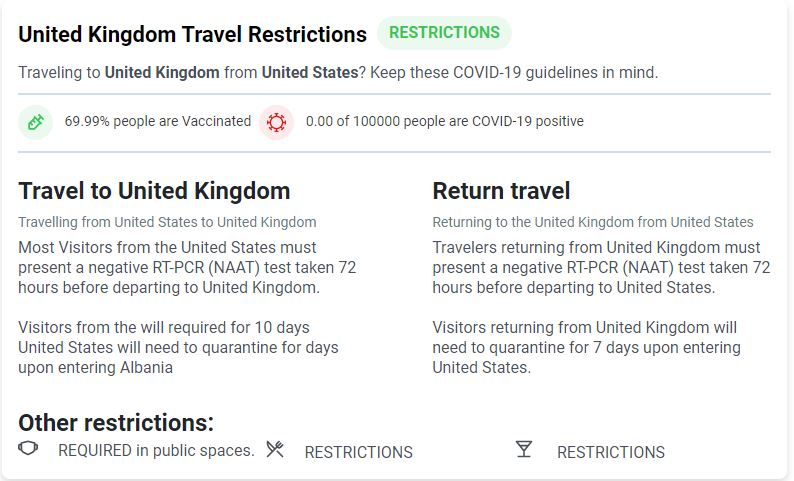 United Kingdom Travel Restrictions RESTRICTIONS
Traveling to United Kingdom from United States? Keep these COVID-19 guidelines in mind.
69.99% people are Vaccinated 0.00 of 100000 people are COVID-19 positive
Travel to United Kingdom
Travelling from United States to United Kingdom
Most Visitors from the United States must
present a negative RT-PCR (NAAT) test taken 72
hours before departing to United Kingdom.
Visitors from the will required for 10 days
United States will need to quarantine for days
upon entering Albania
Return travel
Returning to the United Kingdom from United States
Travelers returning from United Kingdom must
present a negative RT-PCR (NAAT) test taken 72
hours before departing to United States.
Visitors returning from United Kingdom will
need to quarantine for 7 days upon entering
United States.
Other restrictions:
REQUIRED in public spaces. RESTRICTIONS RESTRICTIONS